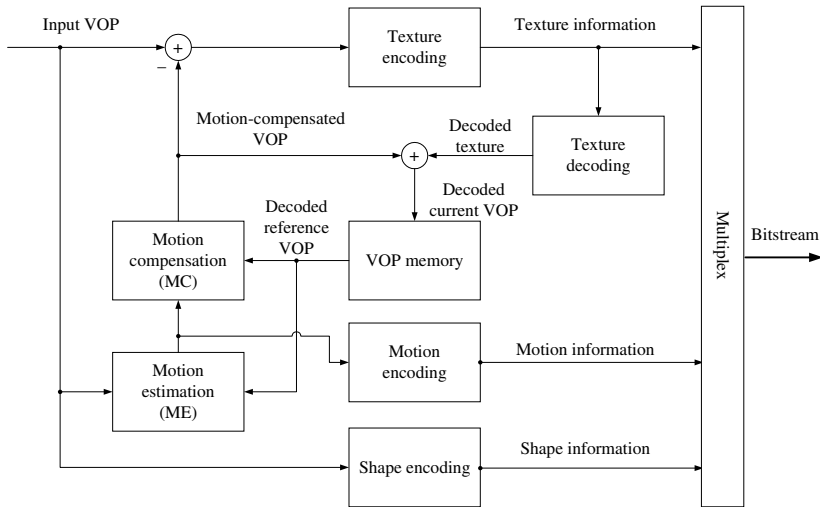 Input VOP
Texture
encoding
Texture information
+
−
Motion-compensated
VOP
+
Decoded
texture
Texture
decoding
Decoded
current VOP
Decoded
reference
VOP
Motion
compensation
(MC)
VOP memory
Multiplex
Bitstream
Motion
estimation
(ME)
Motion
encoding
Motion information
Shape encoding
Shape information